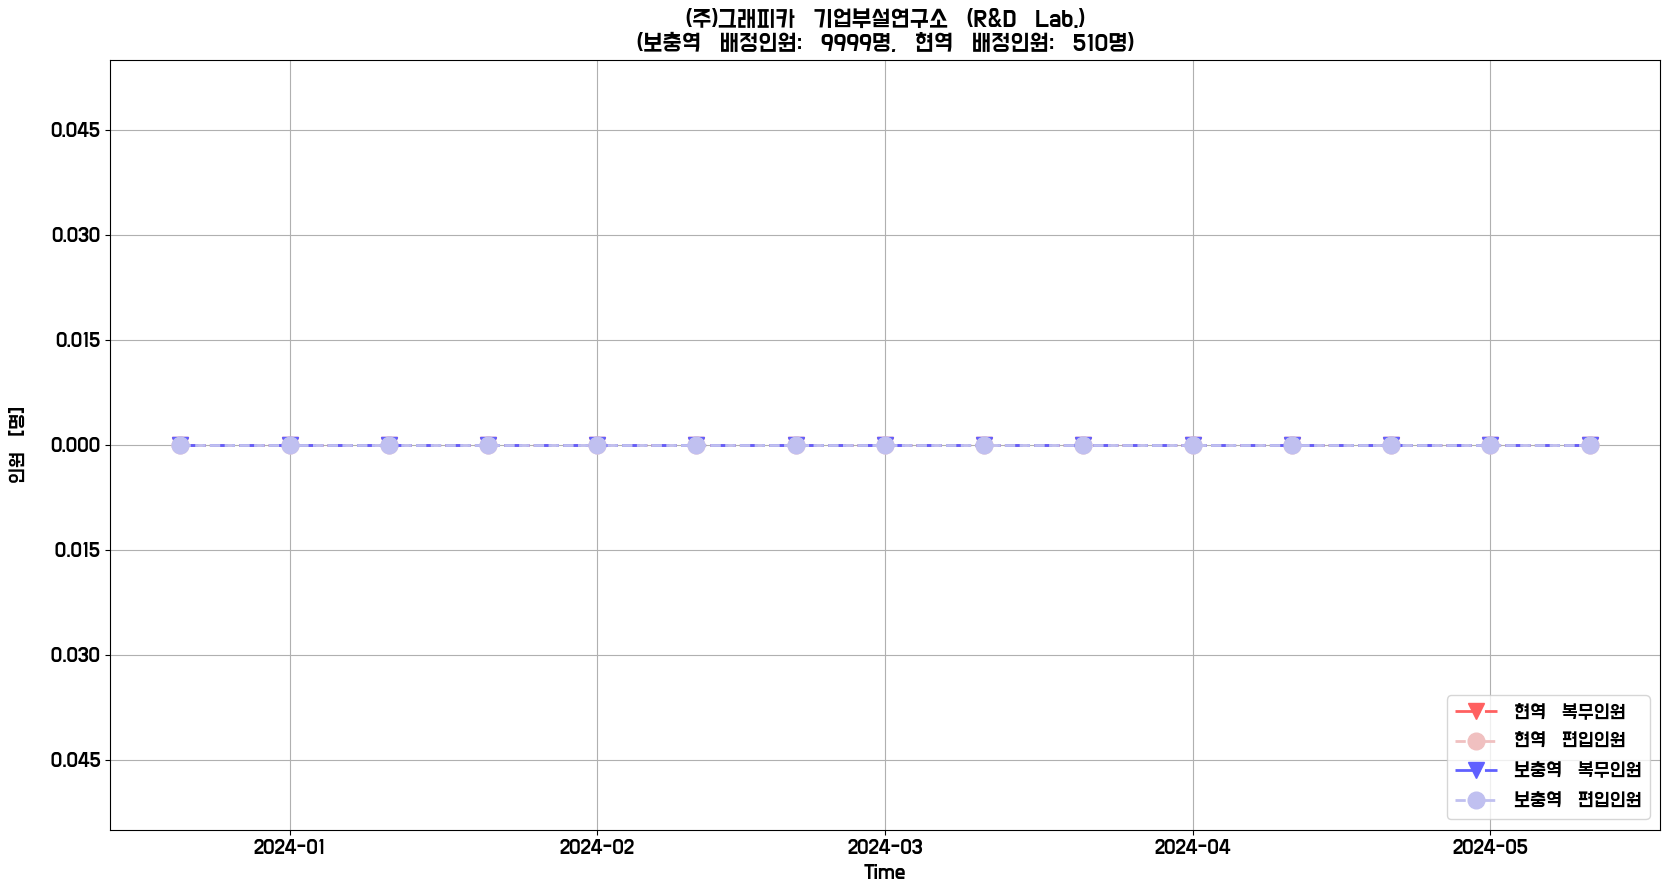 (주)그래피카 기업부설연구소 (R&D Lab.)
(보충역 배정인원: 9999명, 현역 배정인원: 510명)
0.045
0.030
0.015
0.000
0.015
0.030
0.045
인원 [명]
2024-01
2024-02
2024-03
2024-04
2024-05
Time
현역 복무인원
현역 편입인원
보충역 복무인원
보충역 편입인원